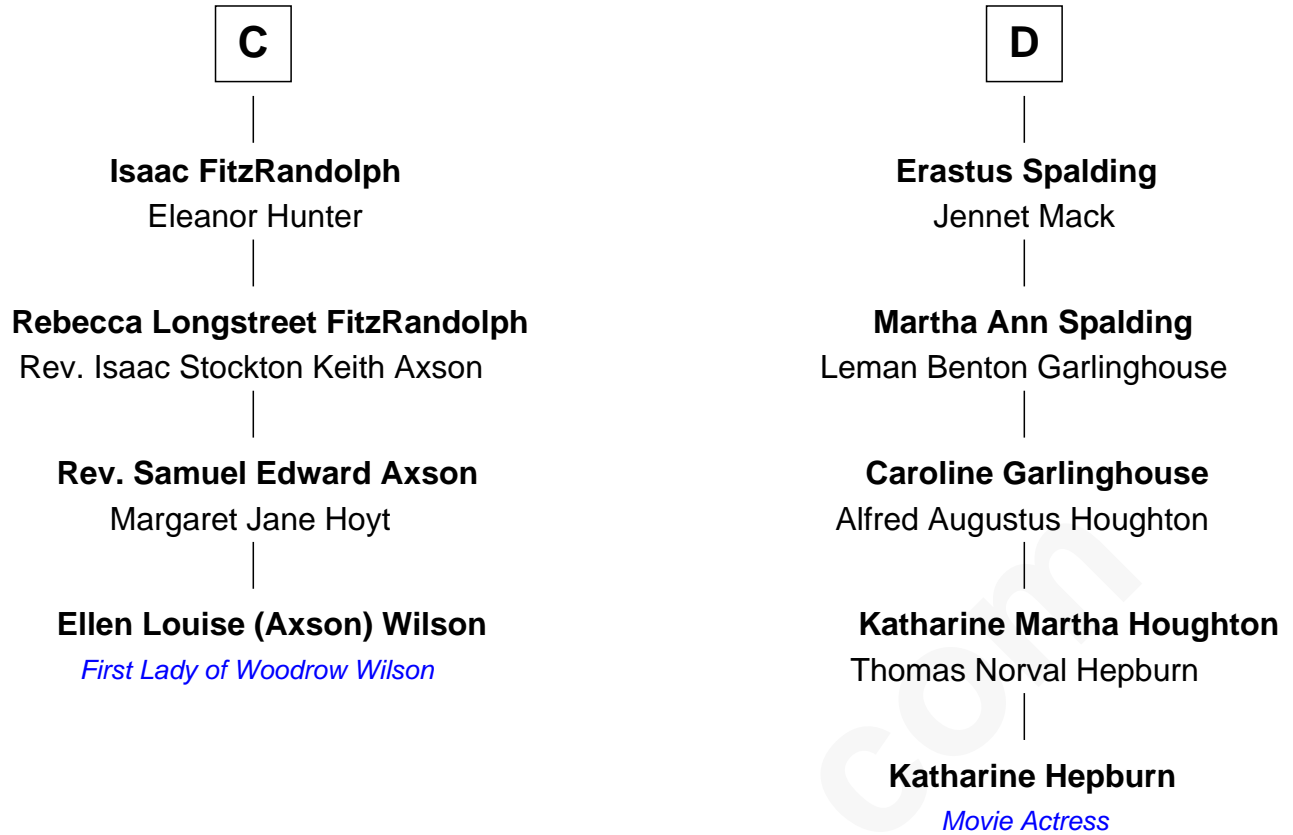 C
Isaac FitzRandolph
Eleanor Hunter
Rebecca Longstreet FitzRandolph
Rev. Isaac Stockton Keith Axson
Rev. Samuel Edward Axson
Margaret Jane Hoyt
Ellen Louise (Axson) Wilson
First Lady of Woodrow Wilson
D
Erastus Spalding
Jennet Mack
Martha Ann Spalding
Leman Benton Garlinghouse
Caroline Garlinghouse
Alfred Augustus Houghton
Katharine Martha Houghton
Thomas Norval Hepburn
Katharine Hepburn
Movie Actress
com